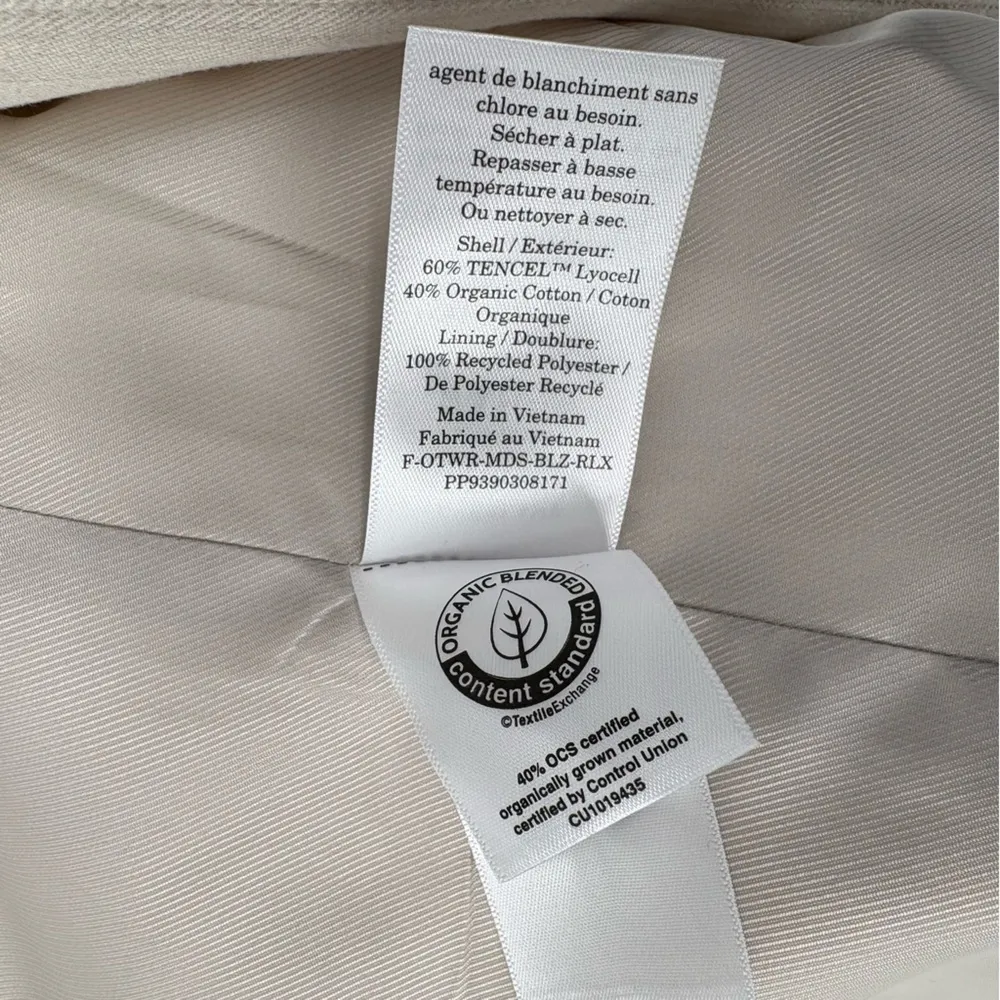 agent de blanchiment sans
chlore au besoin.
Sécher à plat.
Repasser à basse
température au besoin.
Ou nettoyer à sec.
Shell / Extérieur:
60% TENCEL™ Lyocell
40% Organic Cotton / Coton
Organique
Lining / Doublure:
100% Recycled Polyester /
De Polyester Recyclé
Made in Vietnam
Fabriqué au Vietnam
F-OTWR-MDS-BLZ-RLX
PP9390308171
ORGANIC BLENDED
content standard
©TextileExchange
40% OCS certified
organically grown material,
certified by Control Union
CU1019435